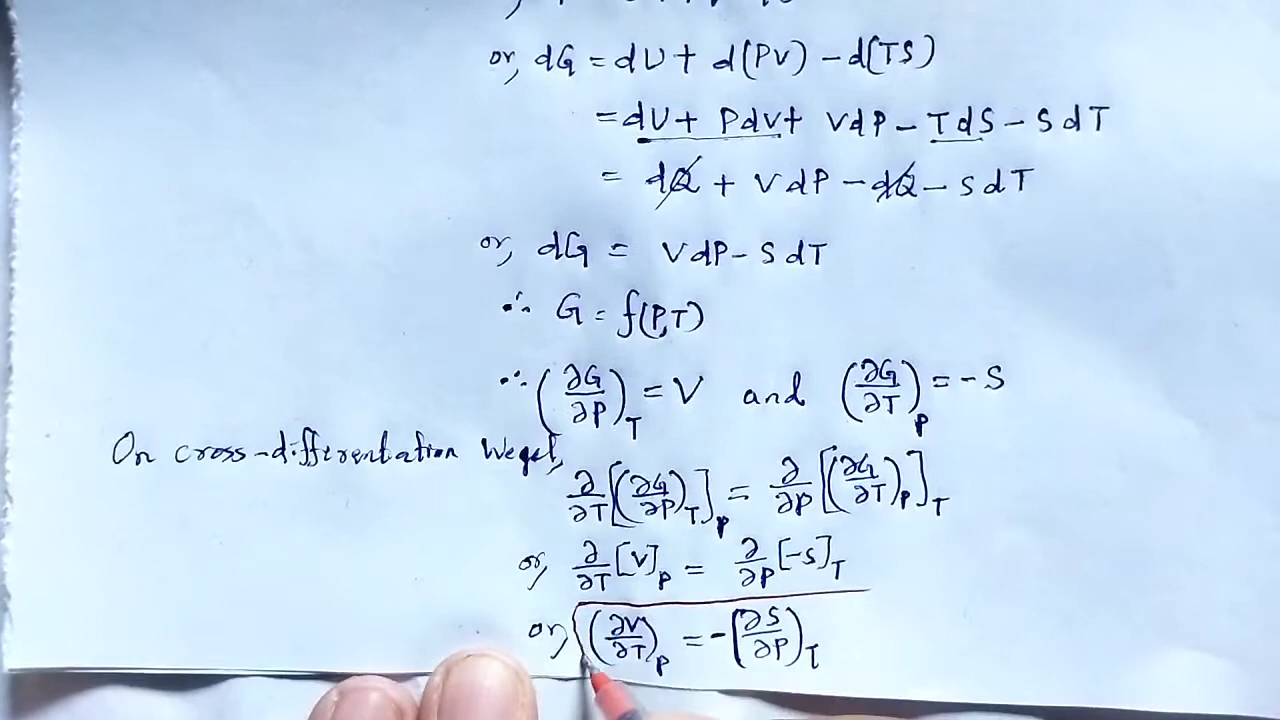 or, dG = dU + d(PV) - d(TS)
= dU + PdV + VdP - TdS - SdT
= dQ + VdP - dQ - SdT
or, dG = VdP - SdT
∴ G = f(P,T)
∴ (∂G/∂P)_T = V and (∂G/∂T)_P = -S
On cross-differentation We get,
∂/∂T[(∂G/∂P)_T]_P = ∂/∂P[(∂G/∂T)_P]_T
or, ∂/∂T[V]_P = ∂/∂P[-S]_T
or, (∂V/∂T)_P = -(∂S/∂P)_T